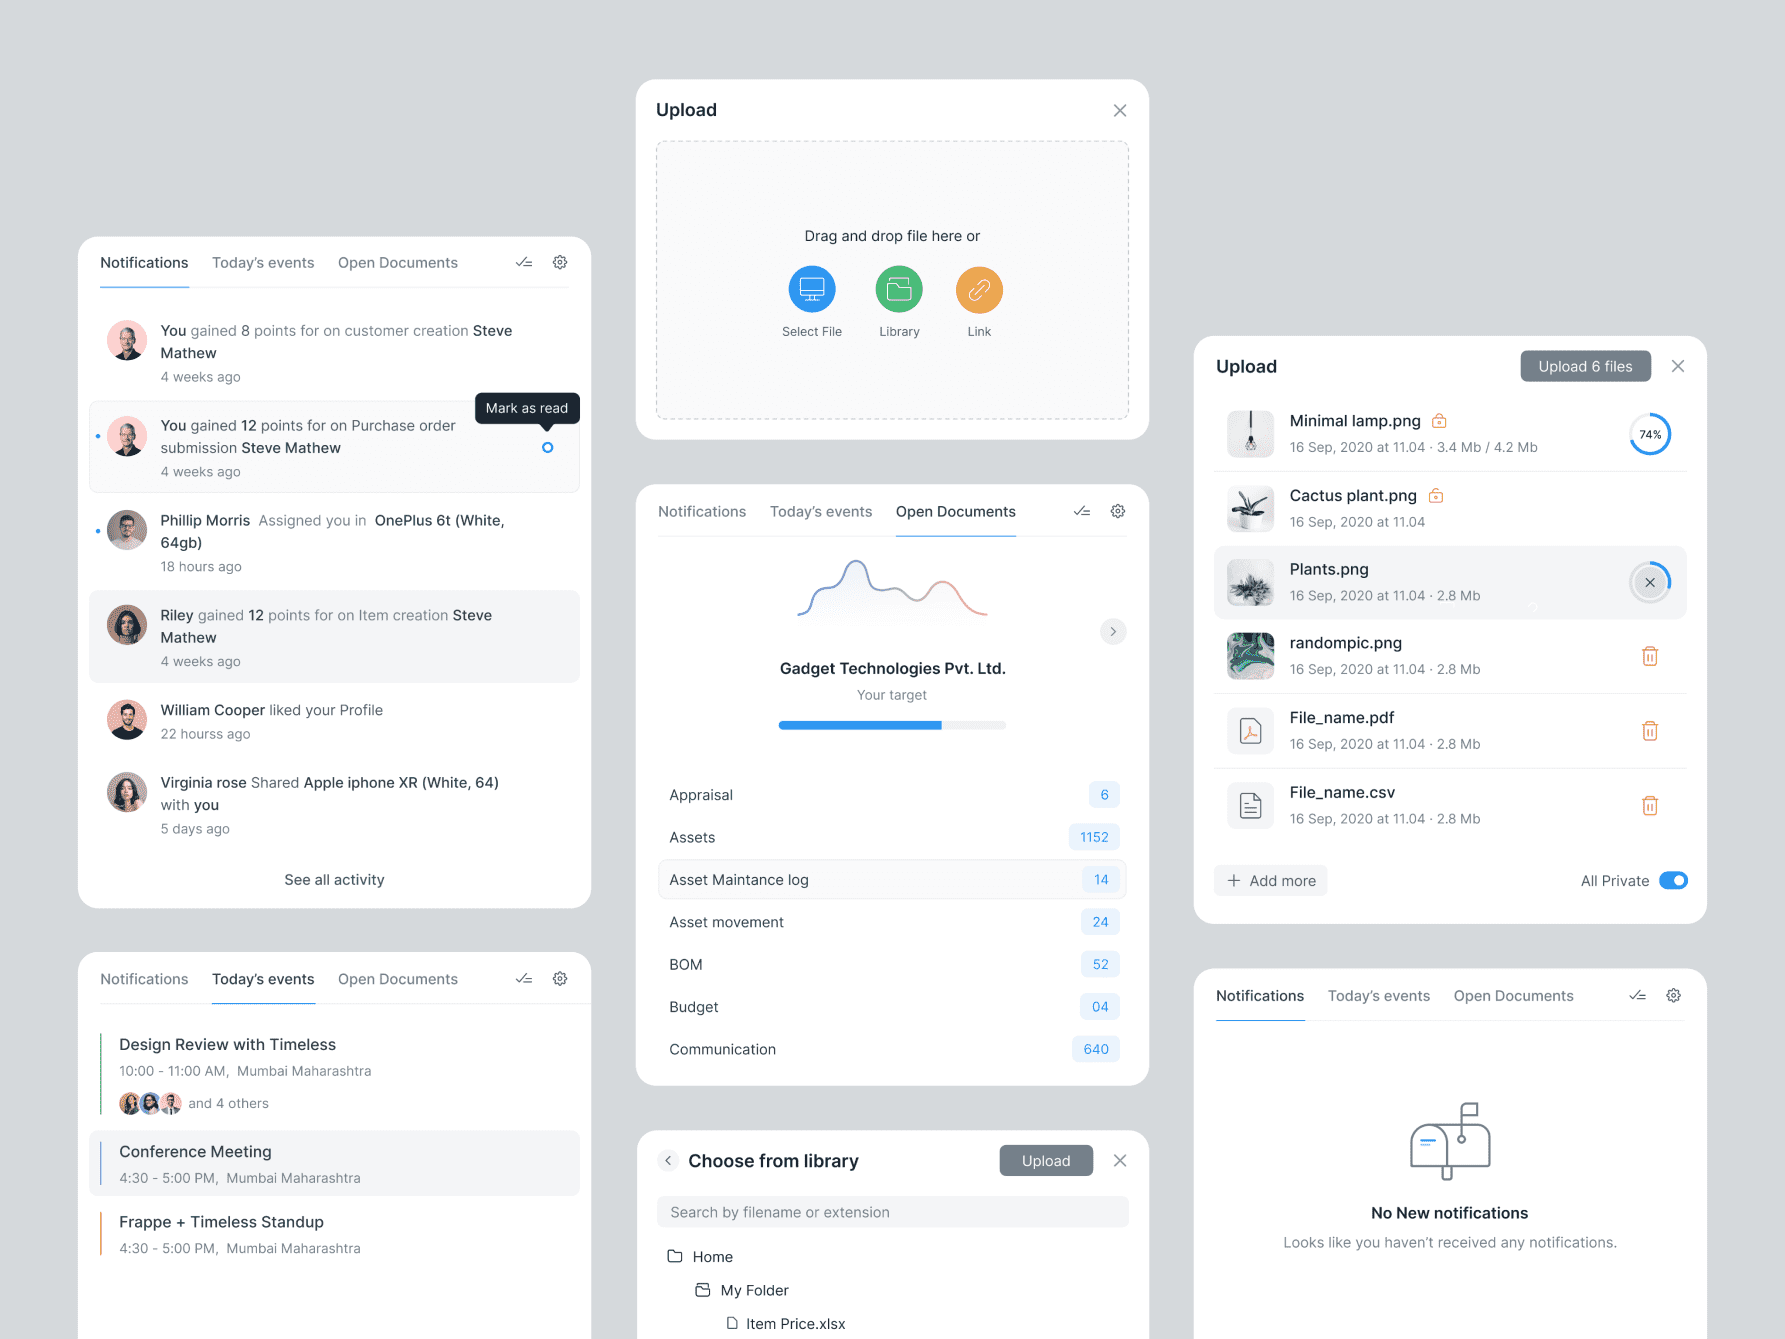 Notifications
Today's events
Open Documents
You gained 8 points for on customer creation Steve
Mathew
4 weeks ago
Mark as read
You gained 12 points for on Purchase order
submission Steve Mathew
4 weeks ago
Phillip Morris Assigned you in OnePlus 6t (White,
64gb)
18 hours ago
Riley gained 12 points for on Item creation Steve
Mathew
4 weeks ago
William Cooper liked your Profile
22 hourss ago
Virginia rose Shared Apple iphone XR (White, 64)
with you
5 days ago
See all activity
Notifications
Today's events
Open Documents
Design Review with Timeless
10:00 - 11:00 AM, Mumbai Maharashtra
and 4 others
Conference Meeting
4:30 - 5:00 PM, Mumbai Maharashtra
Frappe + Timeless Standup
4:30 - 5:00 PM, Mumbai Maharashtra
Upload
Drag and drop file here or
Select File
Library
Link
Notifications
Today's events
Open Documents
Gadget Technologies Pvt. Ltd.
Your target
Appraisal 6
Assets 1152
Asset Maintance log 14
Asset movement 24
BOM 52
Budget 04
Communication 640
Choose from library
Upload
Search by filename or extension
Home
My Folder
Item Price.xlsx
Upload
Upload 6 files
Minimal lamp.png
16 Sep, 2020 at 11.04 · 3.4 Mb / 4.2 Mb
74%
Cactus plant.png
16 Sep, 2020 at 11.04
Plants.png
16 Sep, 2020 at 11.04 · 2.8 Mb
randompic.png
16 Sep, 2020 at 11.04 · 2.8 Mb
File_name.pdf
16 Sep, 2020 at 11.04 · 2.8 Mb
File_name.csv
16 Sep, 2020 at 11.04 · 2.8 Mb
Add more
All Private
Notifications
Today's events
Open Documents
No New notifications
Looks like you haven't received any notifications.